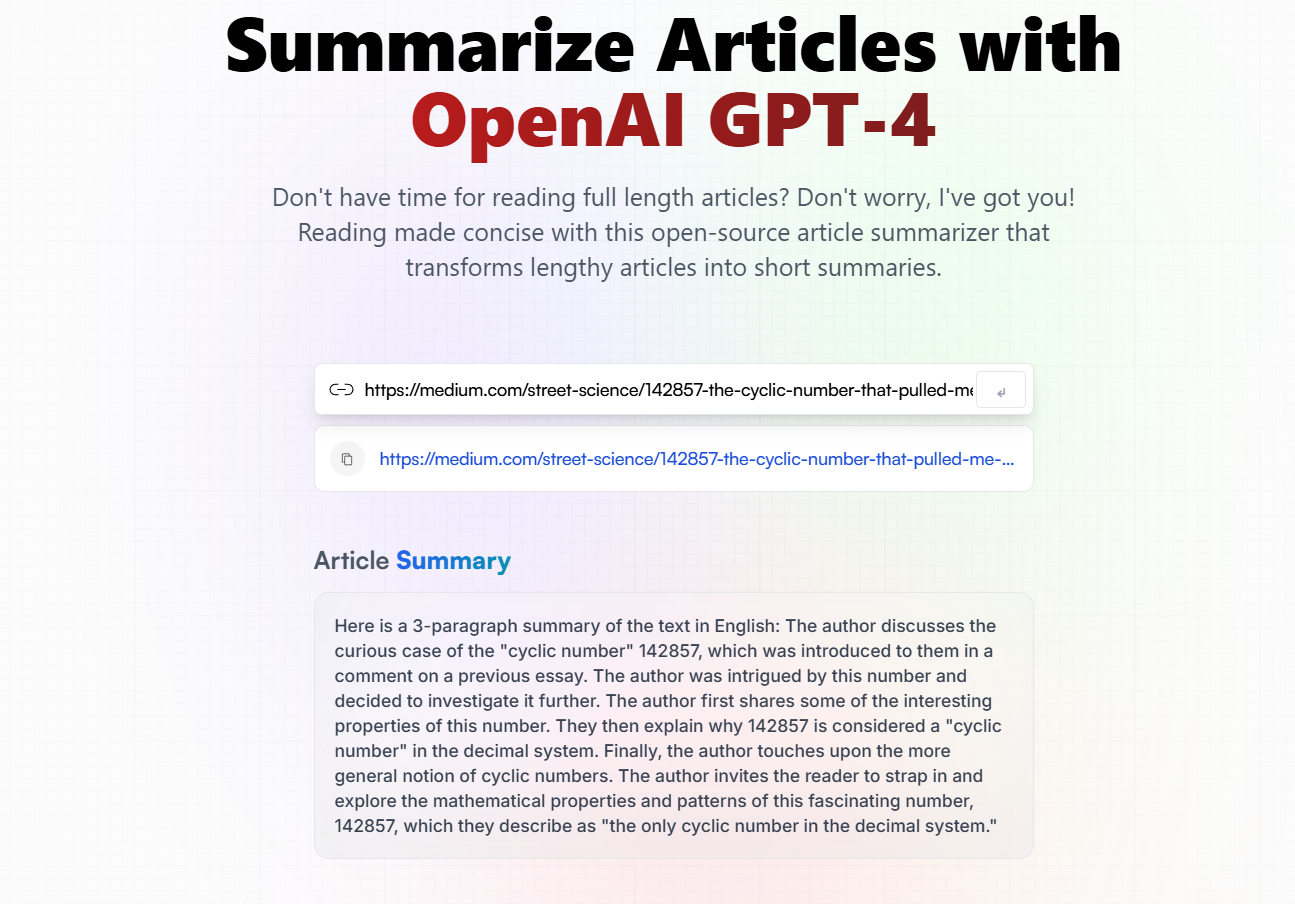 Summarize Articles with
OpenAI GPT-4
Don't have time for reading full length articles? Don't worry, I've got you!
Reading made concise with this open-source article summarizer that
transforms lengthy articles into short summaries.
https://medium.com/street-science/142857-the-cyclic-number-that-pulled-me
https://medium.com/street-science/142857-the-cyclic-number-that-pulled-me-...
Article Summary
Here is a 3-paragraph summary of the text in English: The author discusses the
curious case of the "cyclic number" 142857, which was introduced to them in a
comment on a previous essay. The author was intrigued by this number and
decided to investigate it further. The author first shares some of the interesting
properties of this number. They then explain why 142857 is considered a "cyclic
number" in the decimal system. Finally, the author touches upon the more
general notion of cyclic numbers. The author invites the reader to strap in and
explore the mathematical properties and patterns of this fascinating number,
142857, which they describe as "the only cyclic number in the decimal system."